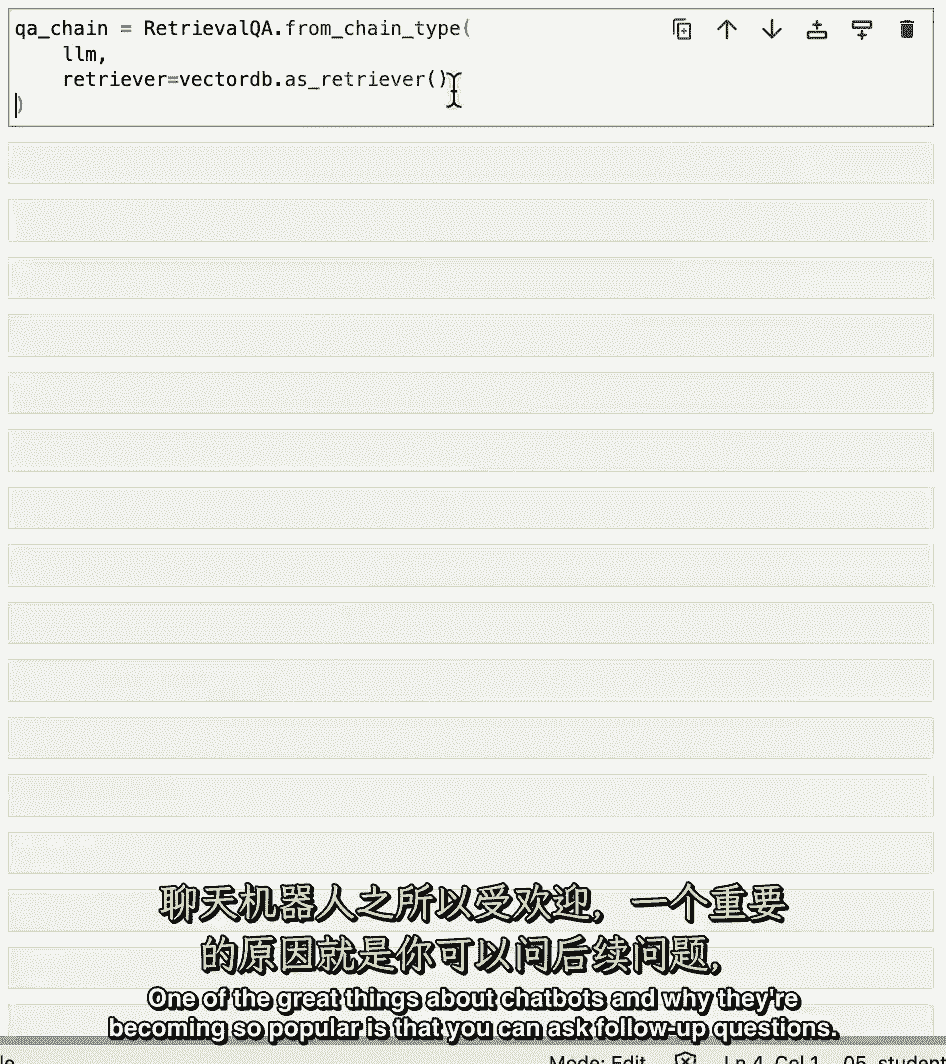 qa_chain = RetrievalQA.from_chain_type(
    llm,
    retriever=vectordb.as_retriever()
)
聊天机器人之所以受欢迎，一个重要
的原因就是你可以问后续问题，
One of the great things about chatbots and why they're
becoming so popular is that you can ask follow-up questions.
Mode: Edit Ln 4, Col 1 05_student